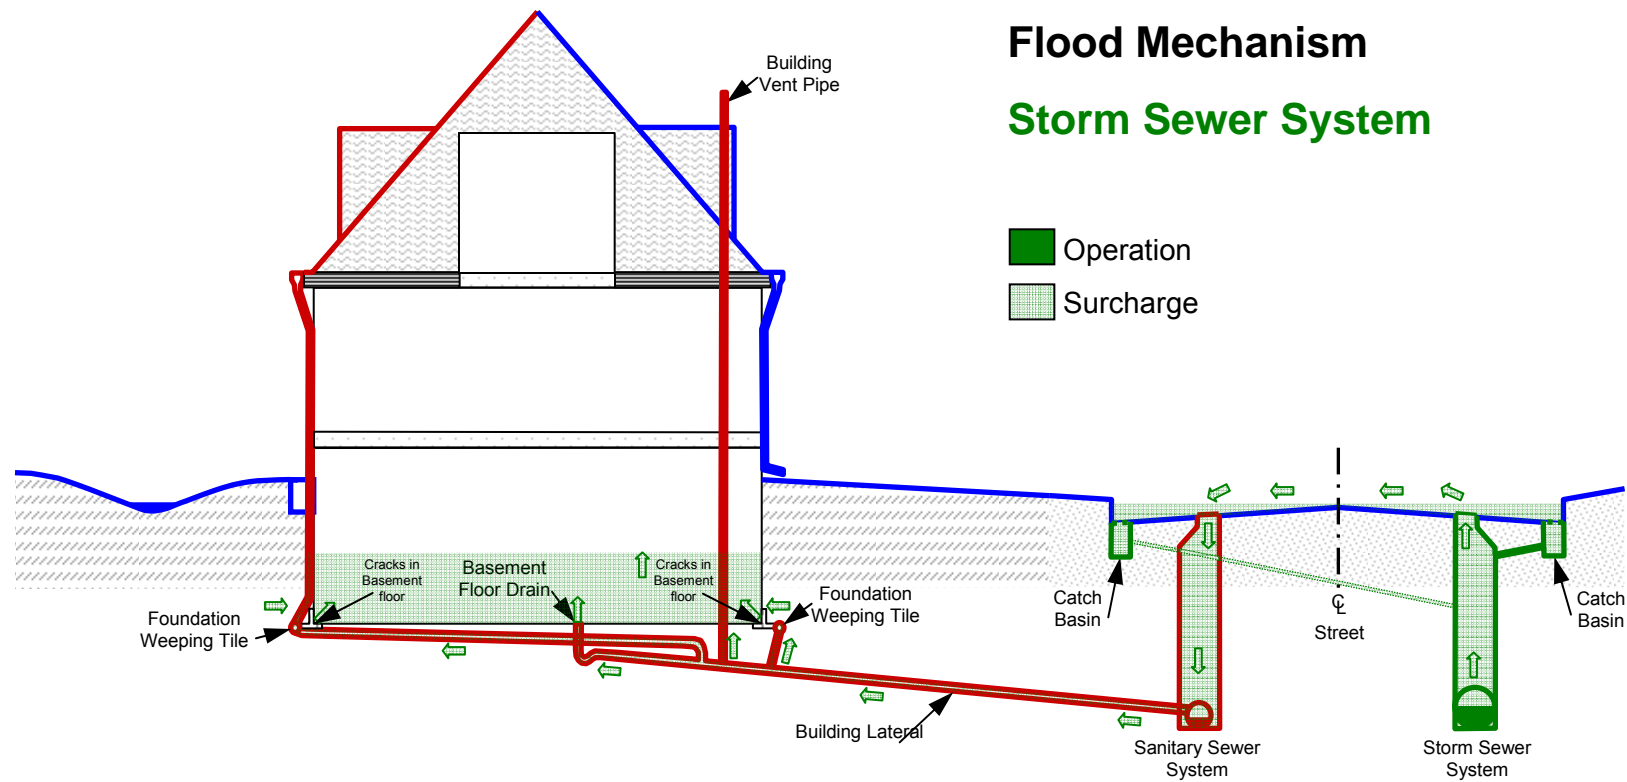 Flood Mechanism
Storm Sewer System
Building
Vent Pipe
Operation
Surcharge
Cracks in
Basement
floor
Basement
Floor Drain
Cracks in
Basement
floor
Foundation
Weeping Tile
Foundation
Weeping Tile
Catch
Basin
℄
Street
Catch
Basin
Building Lateral
Sanitary Sewer
System
Storm Sewer
System